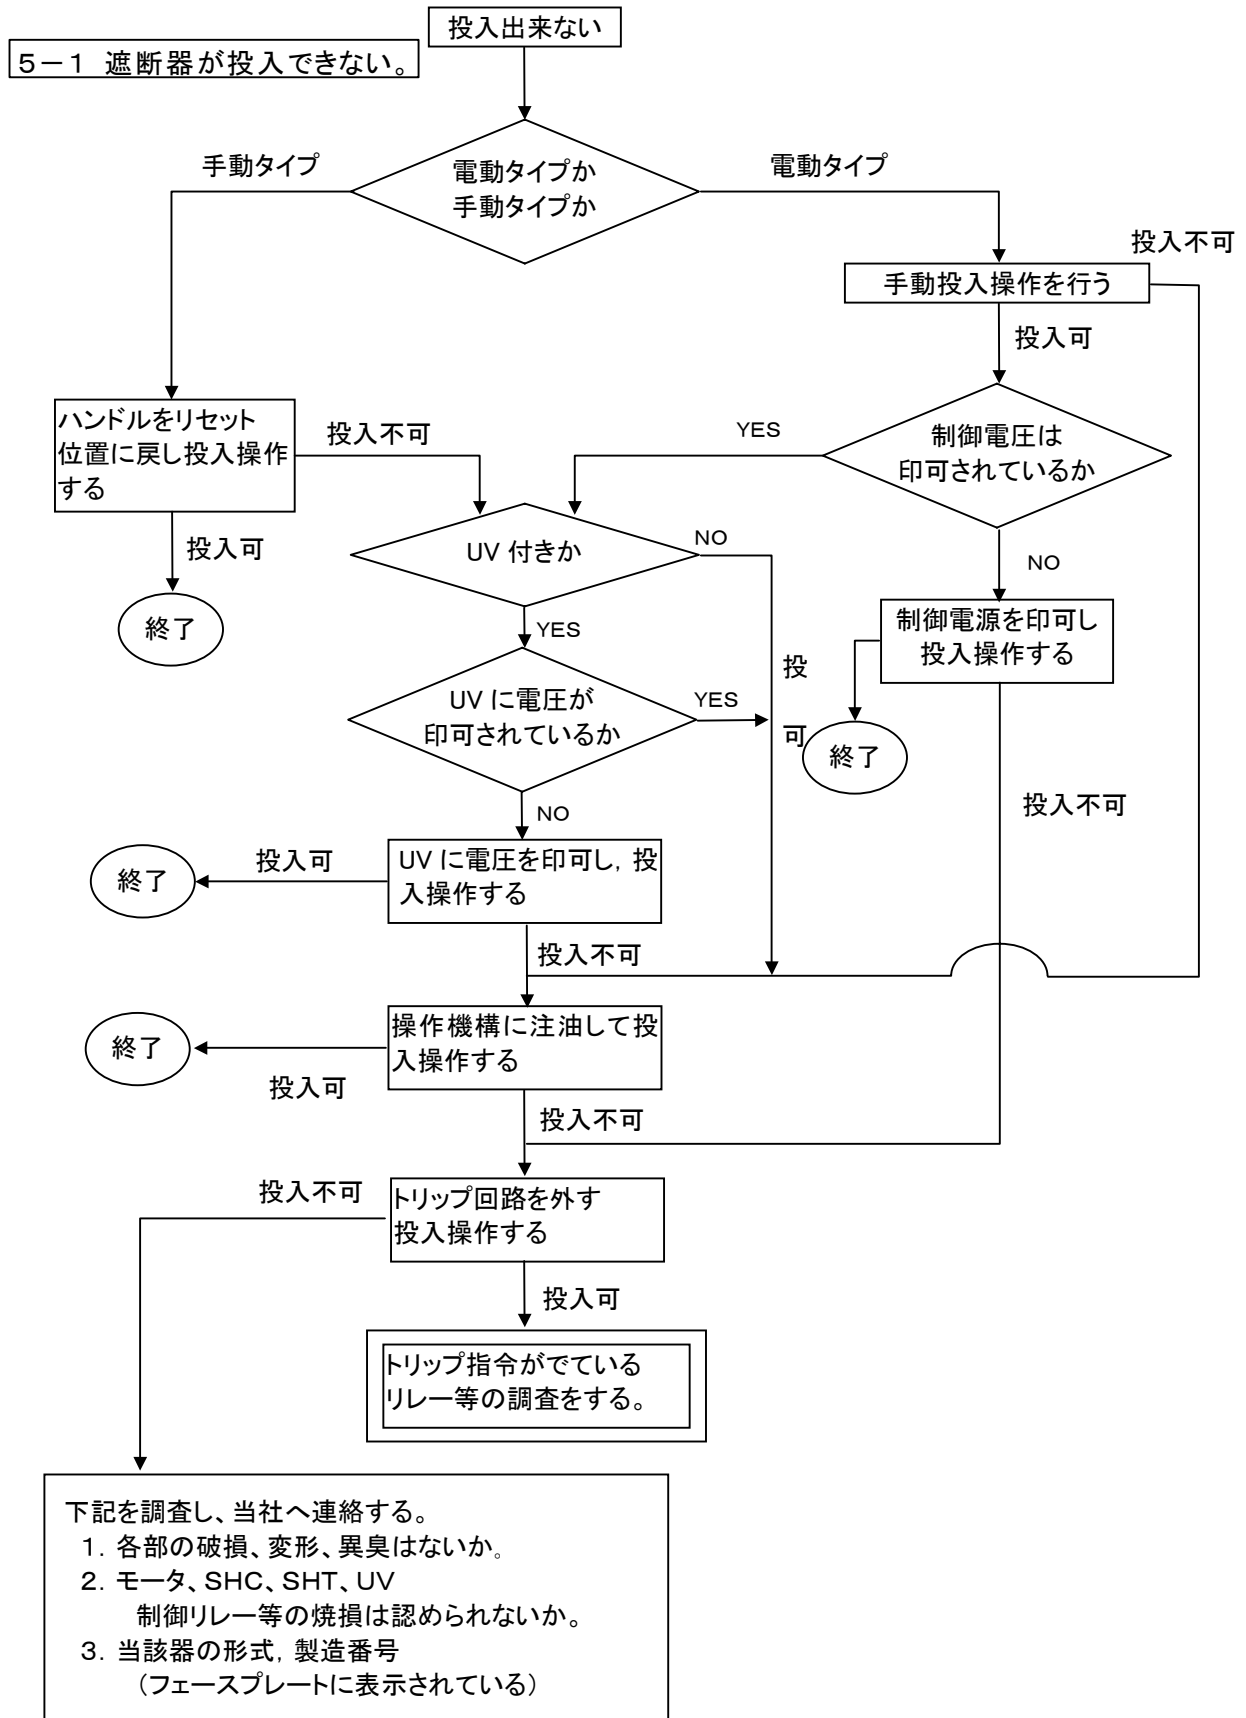 投入出来ない
5-1 遮断器が投入できない。
手動タイプ
電動タイプか
手動タイプか
電動タイプ
投入不可
手動投入操作を行う
投入可
ハンドルをリセット
位置に戻し投入操作
する
投入不可
YES
制御電圧は
印可されているか
投入可
UV 付きか
NO
NO
終了
YES
制御電源を印可し
投入操作する
UV に電圧が
印可されているか
YES
投
可
終了
投入不可
NO
終了
投入可
UV に電圧を印可し, 投
入操作する
投入不可
終了
操作機構に注油して投
入操作する
投入可
投入不可
投入不可
トリップ回路を外す
投入操作する
投入可
トリップ指令がでている
リレー等の調査をする。
下記を調査し、当社へ連絡する。
1. 各部の破損、変形、異臭はないか。
2. モータ、SHC、SHT、UV
制御リレー等の焼損は認められないか。
3. 当該器の形式, 製造番号
(フェースプレートに表示されている)